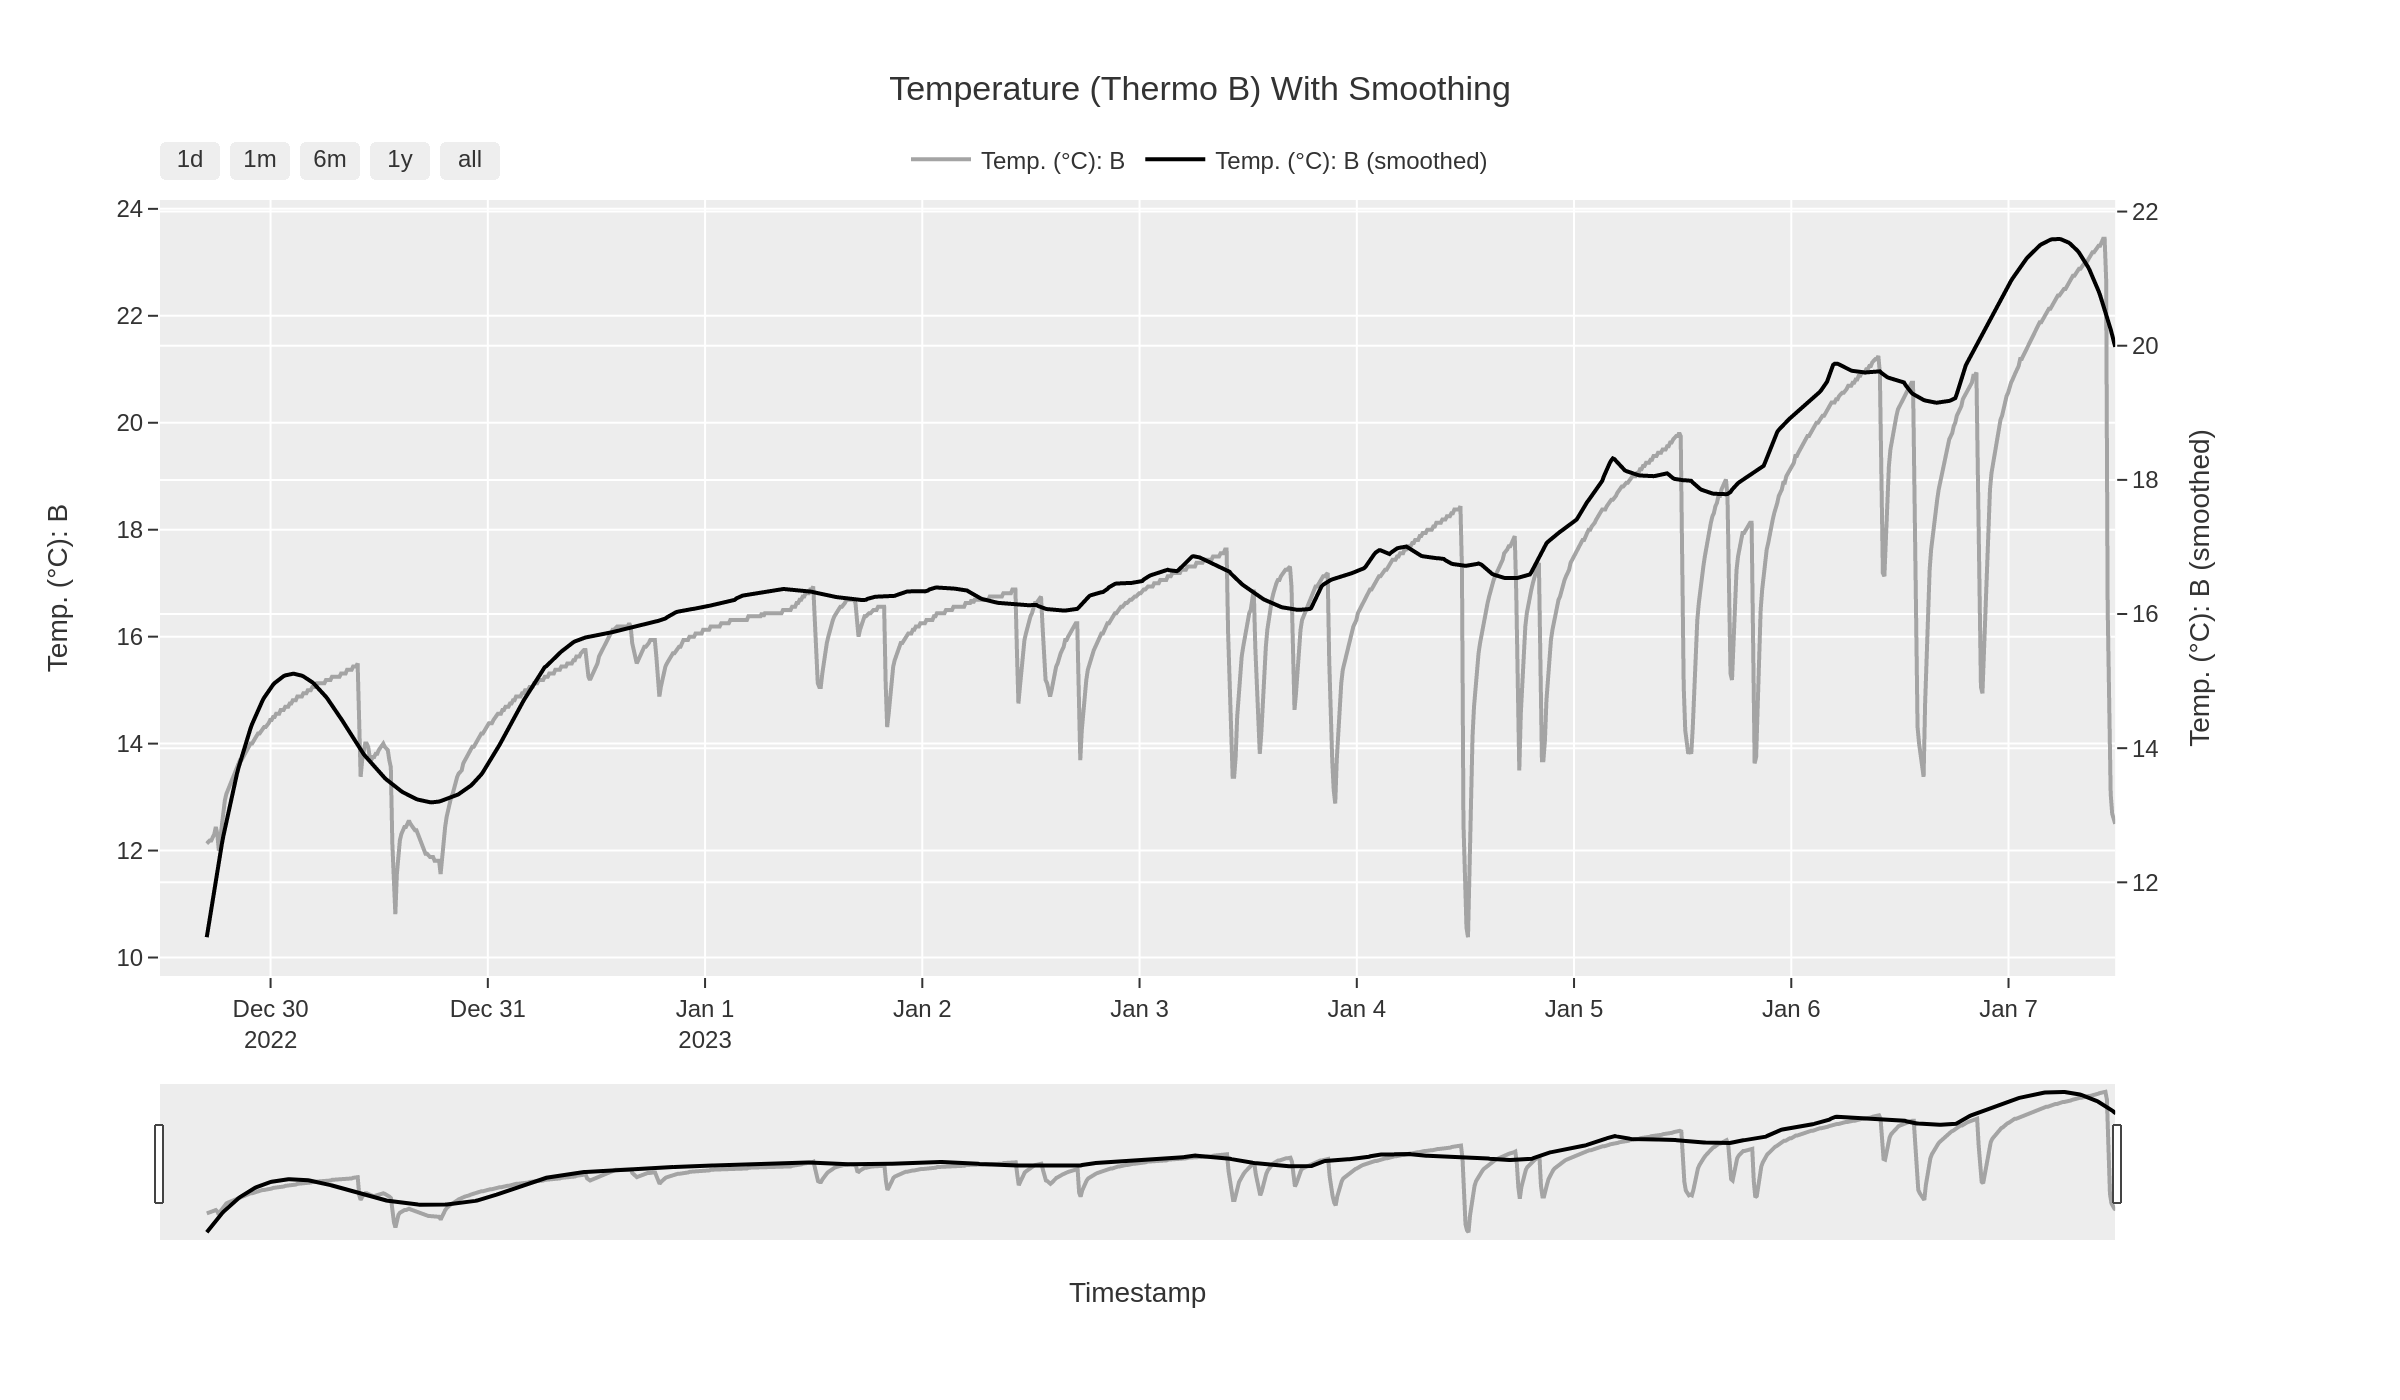 Temperature (Thermo B) With Smoothing
1d 1m 6m 1y all
Temp. (°C): B Temp. (°C): B (smoothed)
24
22
20
18
16
14
12
10
Temp. (°C): B
22
20
18
16
14
12
Temp. (°C): B (smoothed)
Dec 30 Dec 31 Jan 1 Jan 2 Jan 3 Jan 4 Jan 5 Jan 6 Jan 7
2022 2023
Timestamp